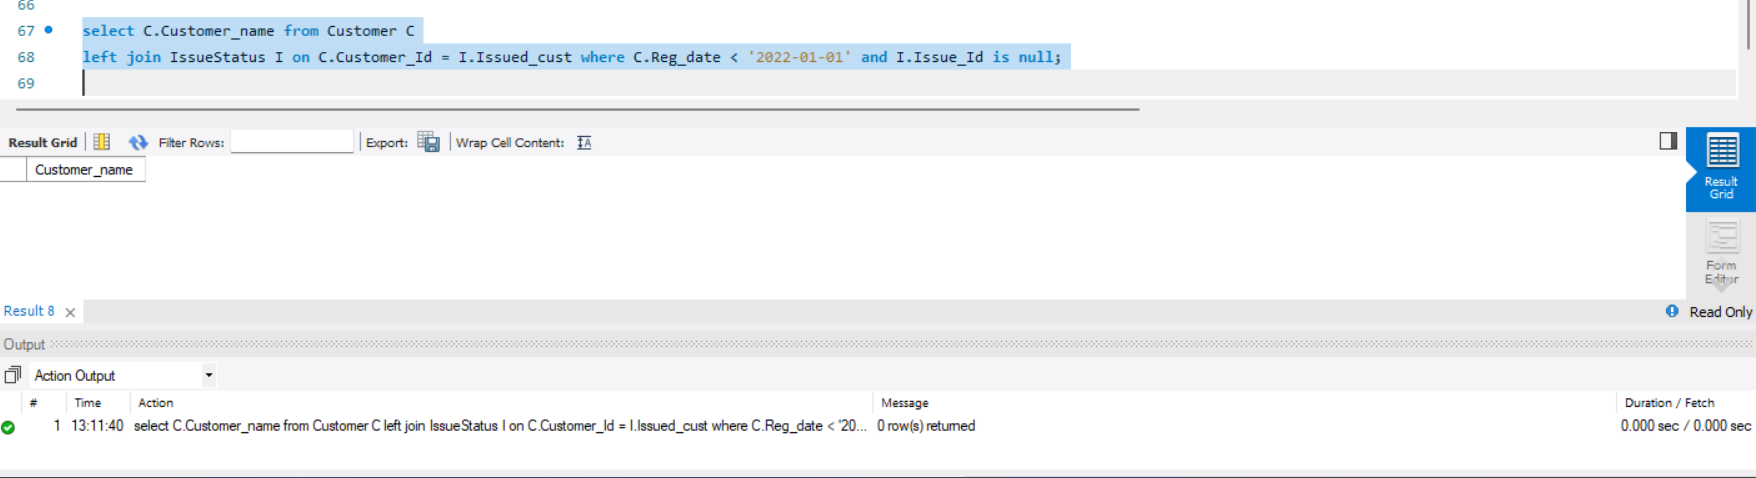 66
67 select C.Customer_name from Customer C
68 left join IssueStatus I on C.Customer_Id = I.Issued_cust where C.Reg_date < '2022-01-01' and I.Issue_Id is null;
69
Result Grid Filter Rows: Export: Wrap Cell Content:
Customer_name
Result
Grid
Form
Editor
Result 8 Read Only
Output
Action Output
# Time Action Message Duration / Fetch
1 13:11:40 select C.Customer_name from Customer C left join IssueStatus I on C.Customer_Id = I.Issued_cust where C.Reg_date < '20... 0 row(s) returned 0.000 sec / 0.000 sec